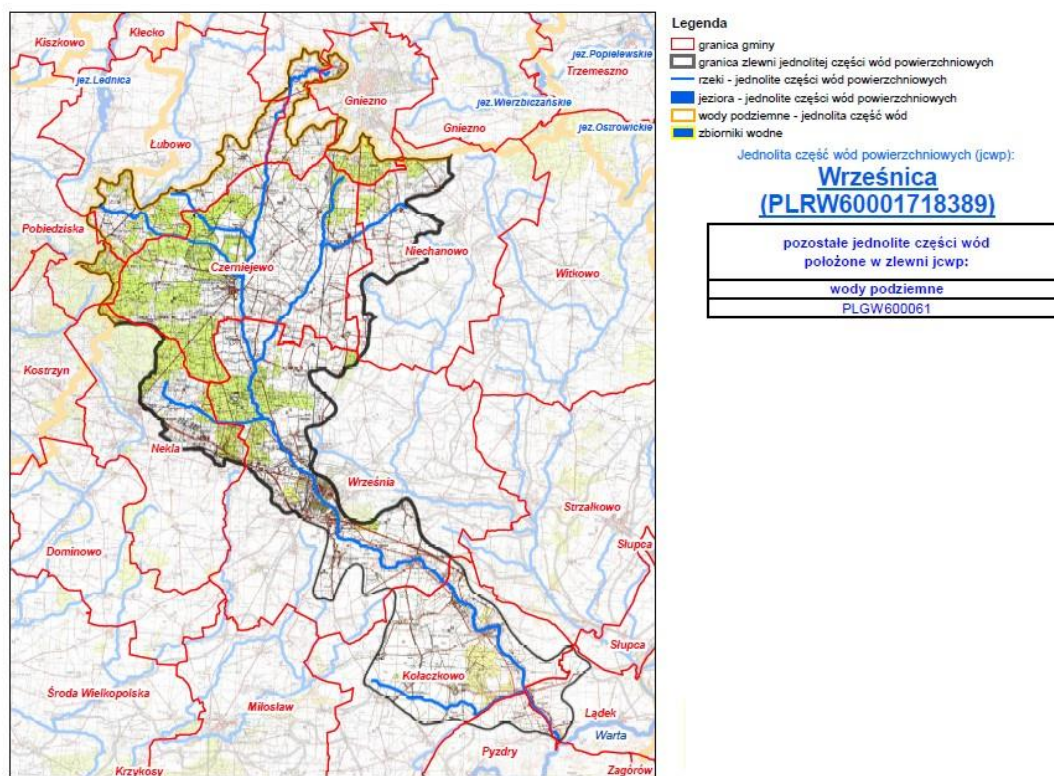 Kiszkowo
Kłecko
jez.Popielewskie
Trzemeszno
jez.Lednica
Gniezno
jez.Wierzbiczańskie
Gniezno
jez.Ostrowickie
Łubowo
Pobiedziska
Czerniejewo
Niechanowo
Witkowo
Kostrzyn
Nekla
Września
Strzałkowo
Słupca
Dominowo
Słupca
Kołaczkowo
Środa Wielkopolska
Miłosław
Lądek
Warta
Pyzdry
Krzykosy
Zagórów
Legenda
granica gminy
granica zlewni jednolitej części wód powierzchniowych
rzeki - jednolite części wód powierzchniowych
jeziora - jednolite części wód powierzchniowych
wody podziemne - jednolita część wód
zbiorniki wodne
Jednolita część wód powierzchniowych (jcwp):
Wrześnica
(PLRW60001718389)
pozostałe jednolite części wód
położone w zlewni jcwp:
wody podziemne
PLGW600061